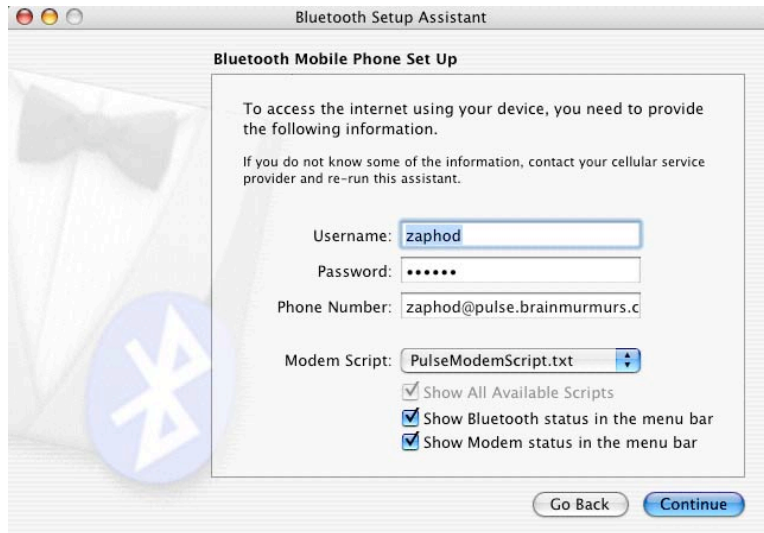 Bluetooth Setup Assistant
Bluetooth Mobile Phone Set Up
To access the internet using your device, you need to provide
the following information.
If you do not know some of the information, contact your cellular service
provider and re-run this assistant.
Username: zaphod
Password: ••••••
Phone Number: zaphod@pulse.brainmurmurs.c
Modem Script: PulseModemScript.txt
Show All Available Scripts
Show Bluetooth status in the menu bar
Show Modem status in the menu bar
Go Back Continue